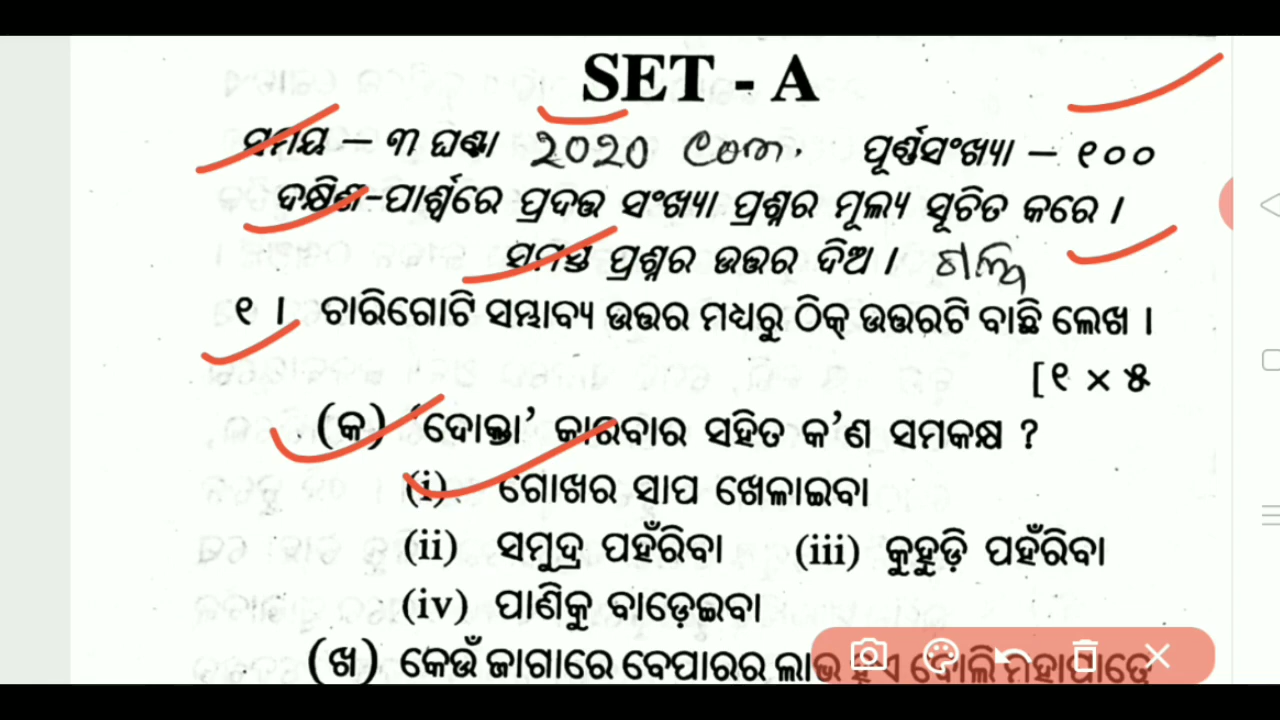 SET - A
ସମୟ – ୩ ଘଣ୍ଟା ୨୦୨୦ ପୂର୍ଣ୍ଣସଂଖ୍ୟା – ୧୦୦
ଦକ୍ଷିଣ-ପାର୍ଶ୍ୱରେ ପ୍ରଦତ୍ତ ସଂଖ୍ୟା ପ୍ରଶ୍ନର ମୂଲ୍ୟ ସୂଚିତ କରେ ।
ସମସ୍ତ ପ୍ରଶ୍ନର ଉତ୍ତର ଦିଅ ।
୧ । ଚାରିଗୋଟି ସମ୍ଭାବ୍ୟ ଉତ୍ତର ମଧ୍ୟରୁ ଠିକ୍ ଉତ୍ତରଟି ବାଛି ଲେଖ ।
[୧ × ୫
(କ) ‘ଦୋକ୍ତା’ କାରବାର ସହିତ କ’ଣ ସମକକ୍ଷ ?
(i) ଗୋଖର ସାପ ଖେଳାଇବା
(ii) ସମୁଦ୍ର ପହଁରିବା (iii) କୁହୁଡ଼ି ପହଁରିବା
(iv) ପାଣିକୁ ବାଡ଼େଇବା
(ଖ) କେଉଁ ଜାଗାରେ ବେପାରର ଲାଭ ହୁଏ ବୋଲି